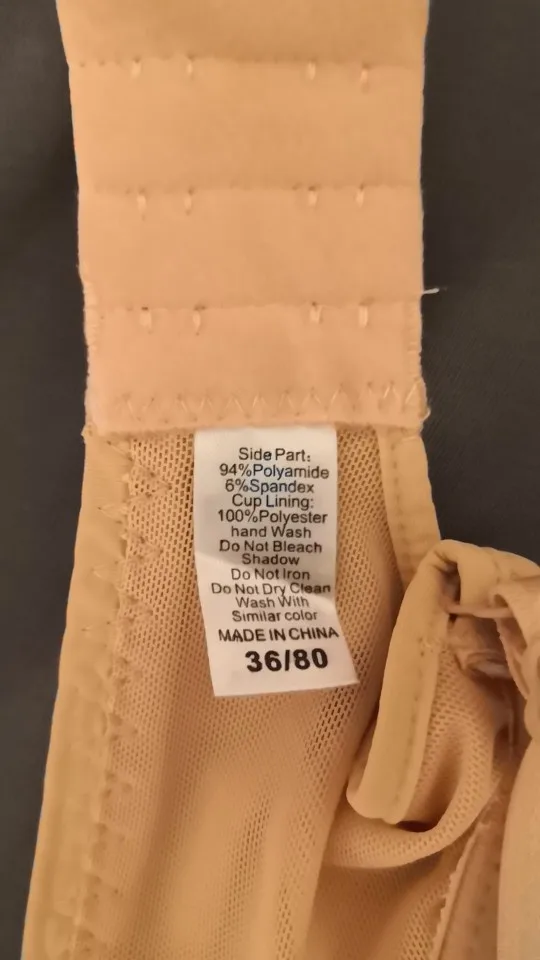 Side Part:
94%Polyamide
6%Spandex
Cup Lining:
100%Polyester
hand Wash
Do Not Bleach
Shadow
Do Not Iron
Do Not Dry Clean
Wash With
Similar color
MADE IN CHINA
36/80